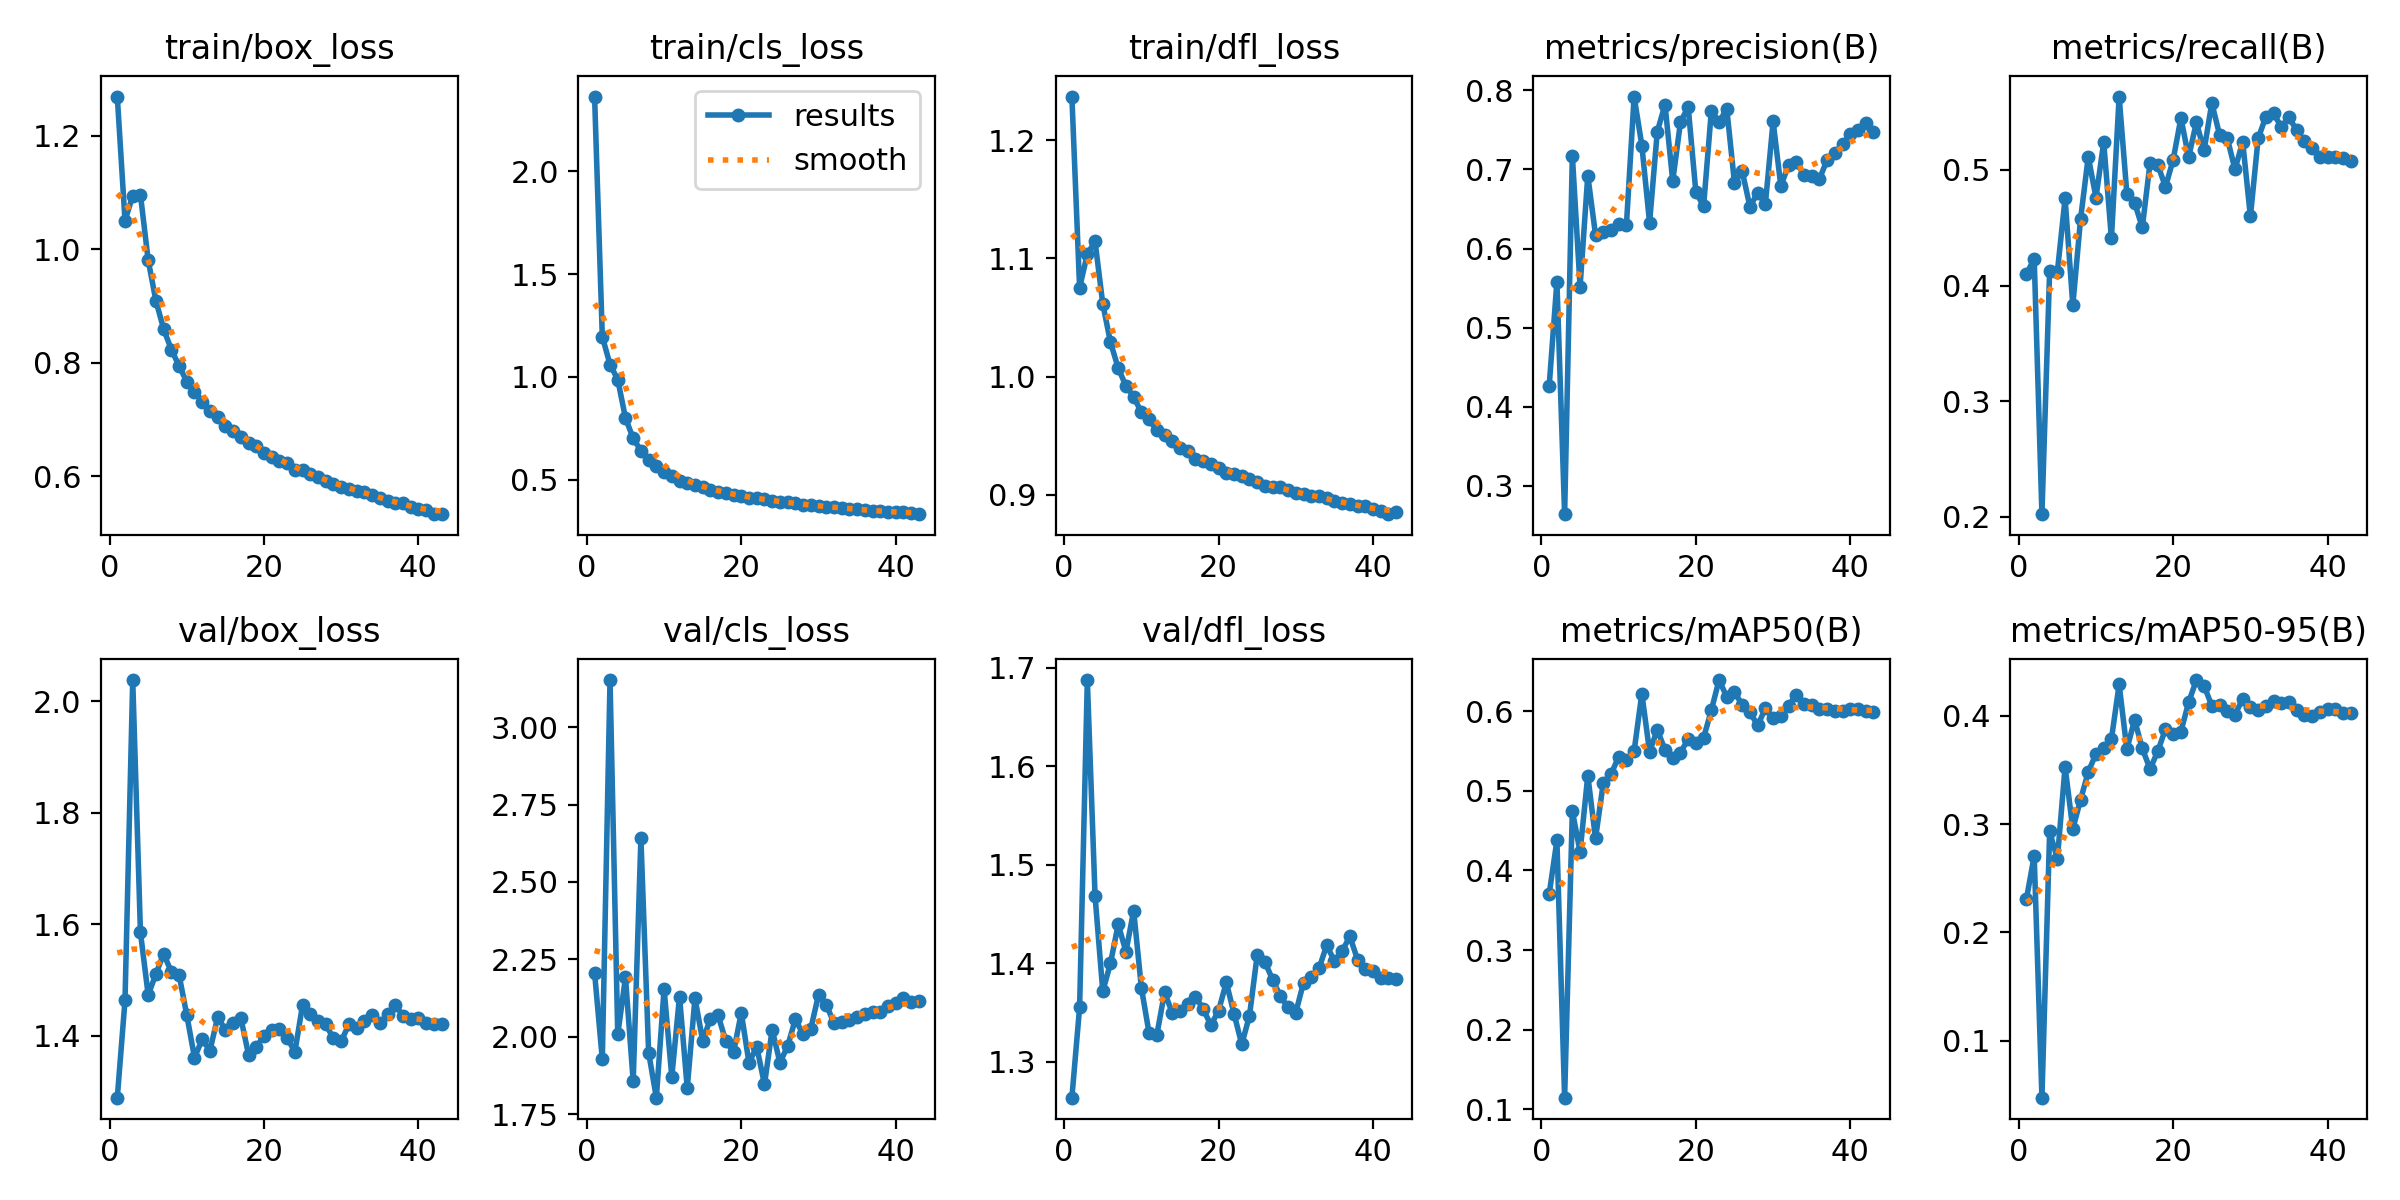 train/box_loss
1.2
1.0
0.8
0.6
0 20 40
train/cls_loss
results
smooth
2.0
1.5
1.0
0.5
0 20 40
train/dfl_loss
1.2
1.1
1.0
0.9
0 20 40
metrics/precision(B)
0.8
0.7
0.6
0.5
0.4
0.3
0 20 40
metrics/recall(B)
0.5
0.4
0.3
0.2
0 20 40
val/box_loss
2.0
1.8
1.6
1.4
0 20 40
val/cls_loss
3.00
2.75
2.50
2.25
2.00
1.75
0 20 40
val/dfl_loss
1.7
1.6
1.5
1.4
1.3
0 20 40
metrics/mAP50(B)
0.6
0.5
0.4
0.3
0.2
0.1
0 20 40
metrics/mAP50-95(B)
0.4
0.3
0.2
0.1
0 20 40